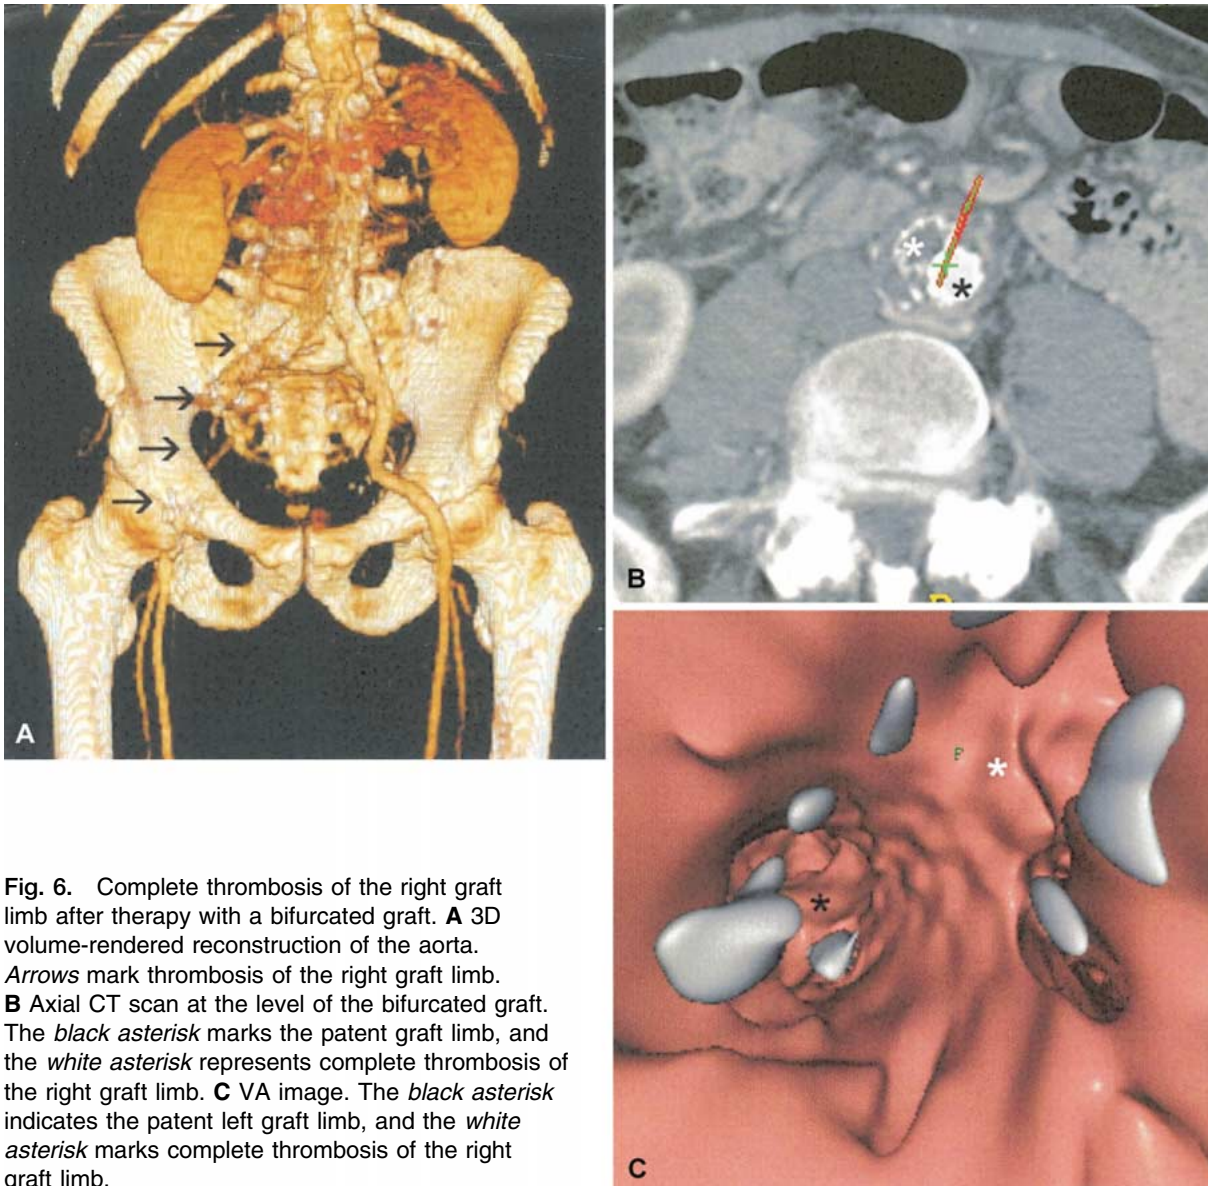 A
B
C
Fig. 6. Complete thrombosis of the right graft
limb after therapy with a bifurcated graft. A 3D
volume-rendered reconstruction of the aorta.
Arrows mark thrombosis of the right graft limb.
B Axial CT scan at the level of the bifurcated graft.
The black asterisk marks the patent graft limb, and
the white asterisk represents complete thrombosis of
the right graft limb. C VA image. The black asterisk
indicates the patent left graft limb, and the white
asterisk marks complete thrombosis of the right
graft limb.